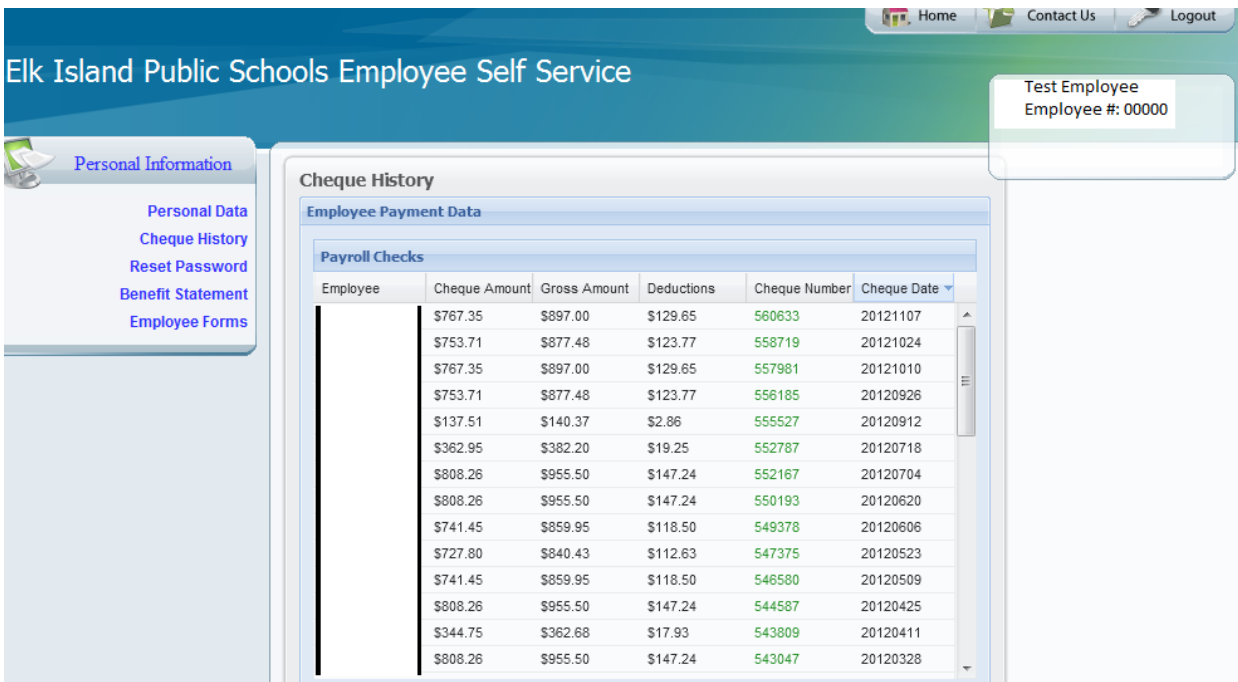 Home Contact Us Logout
Elk Island Public Schools Employee Self Service
Test Employee
Employee #: 00000
Personal Information
Personal Data
Cheque History
Reset Password
Benefit Statement
Employee Forms
Cheque History
Employee Payment Data
Payroll Checks
Employee Cheque Amount Gross Amount Deductions Cheque Number Cheque Date
$767.35 $897.00 $129.65 560633 20121107
$753.71 $877.48 $123.77 558719 20121024
$767.35 $897.00 $129.65 557981 20121010
$753.71 $877.48 $123.77 556185 20120926
$137.51 $140.37 $2.86 555527 20120912
$362.95 $382.20 $19.25 552787 20120718
$808.26 $955.50 $147.24 552167 20120704
$808.26 $955.50 $147.24 550193 20120620
$741.45 $859.95 $118.50 549378 20120606
$727.80 $840.43 $112.63 547375 20120523
$741.45 $859.95 $118.50 546580 20120509
$808.26 $955.50 $147.24 544587 20120425
$344.75 $362.68 $17.93 543809 20120411
$808.26 $955.50 $147.24 543047 20120328